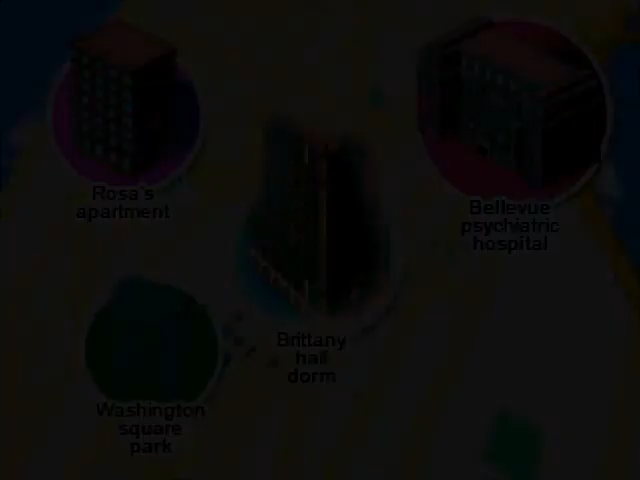 Rosa's
apartment
Bellevue
psychiatric
hospital
Brittany
hall
dorm
Washington
square
park